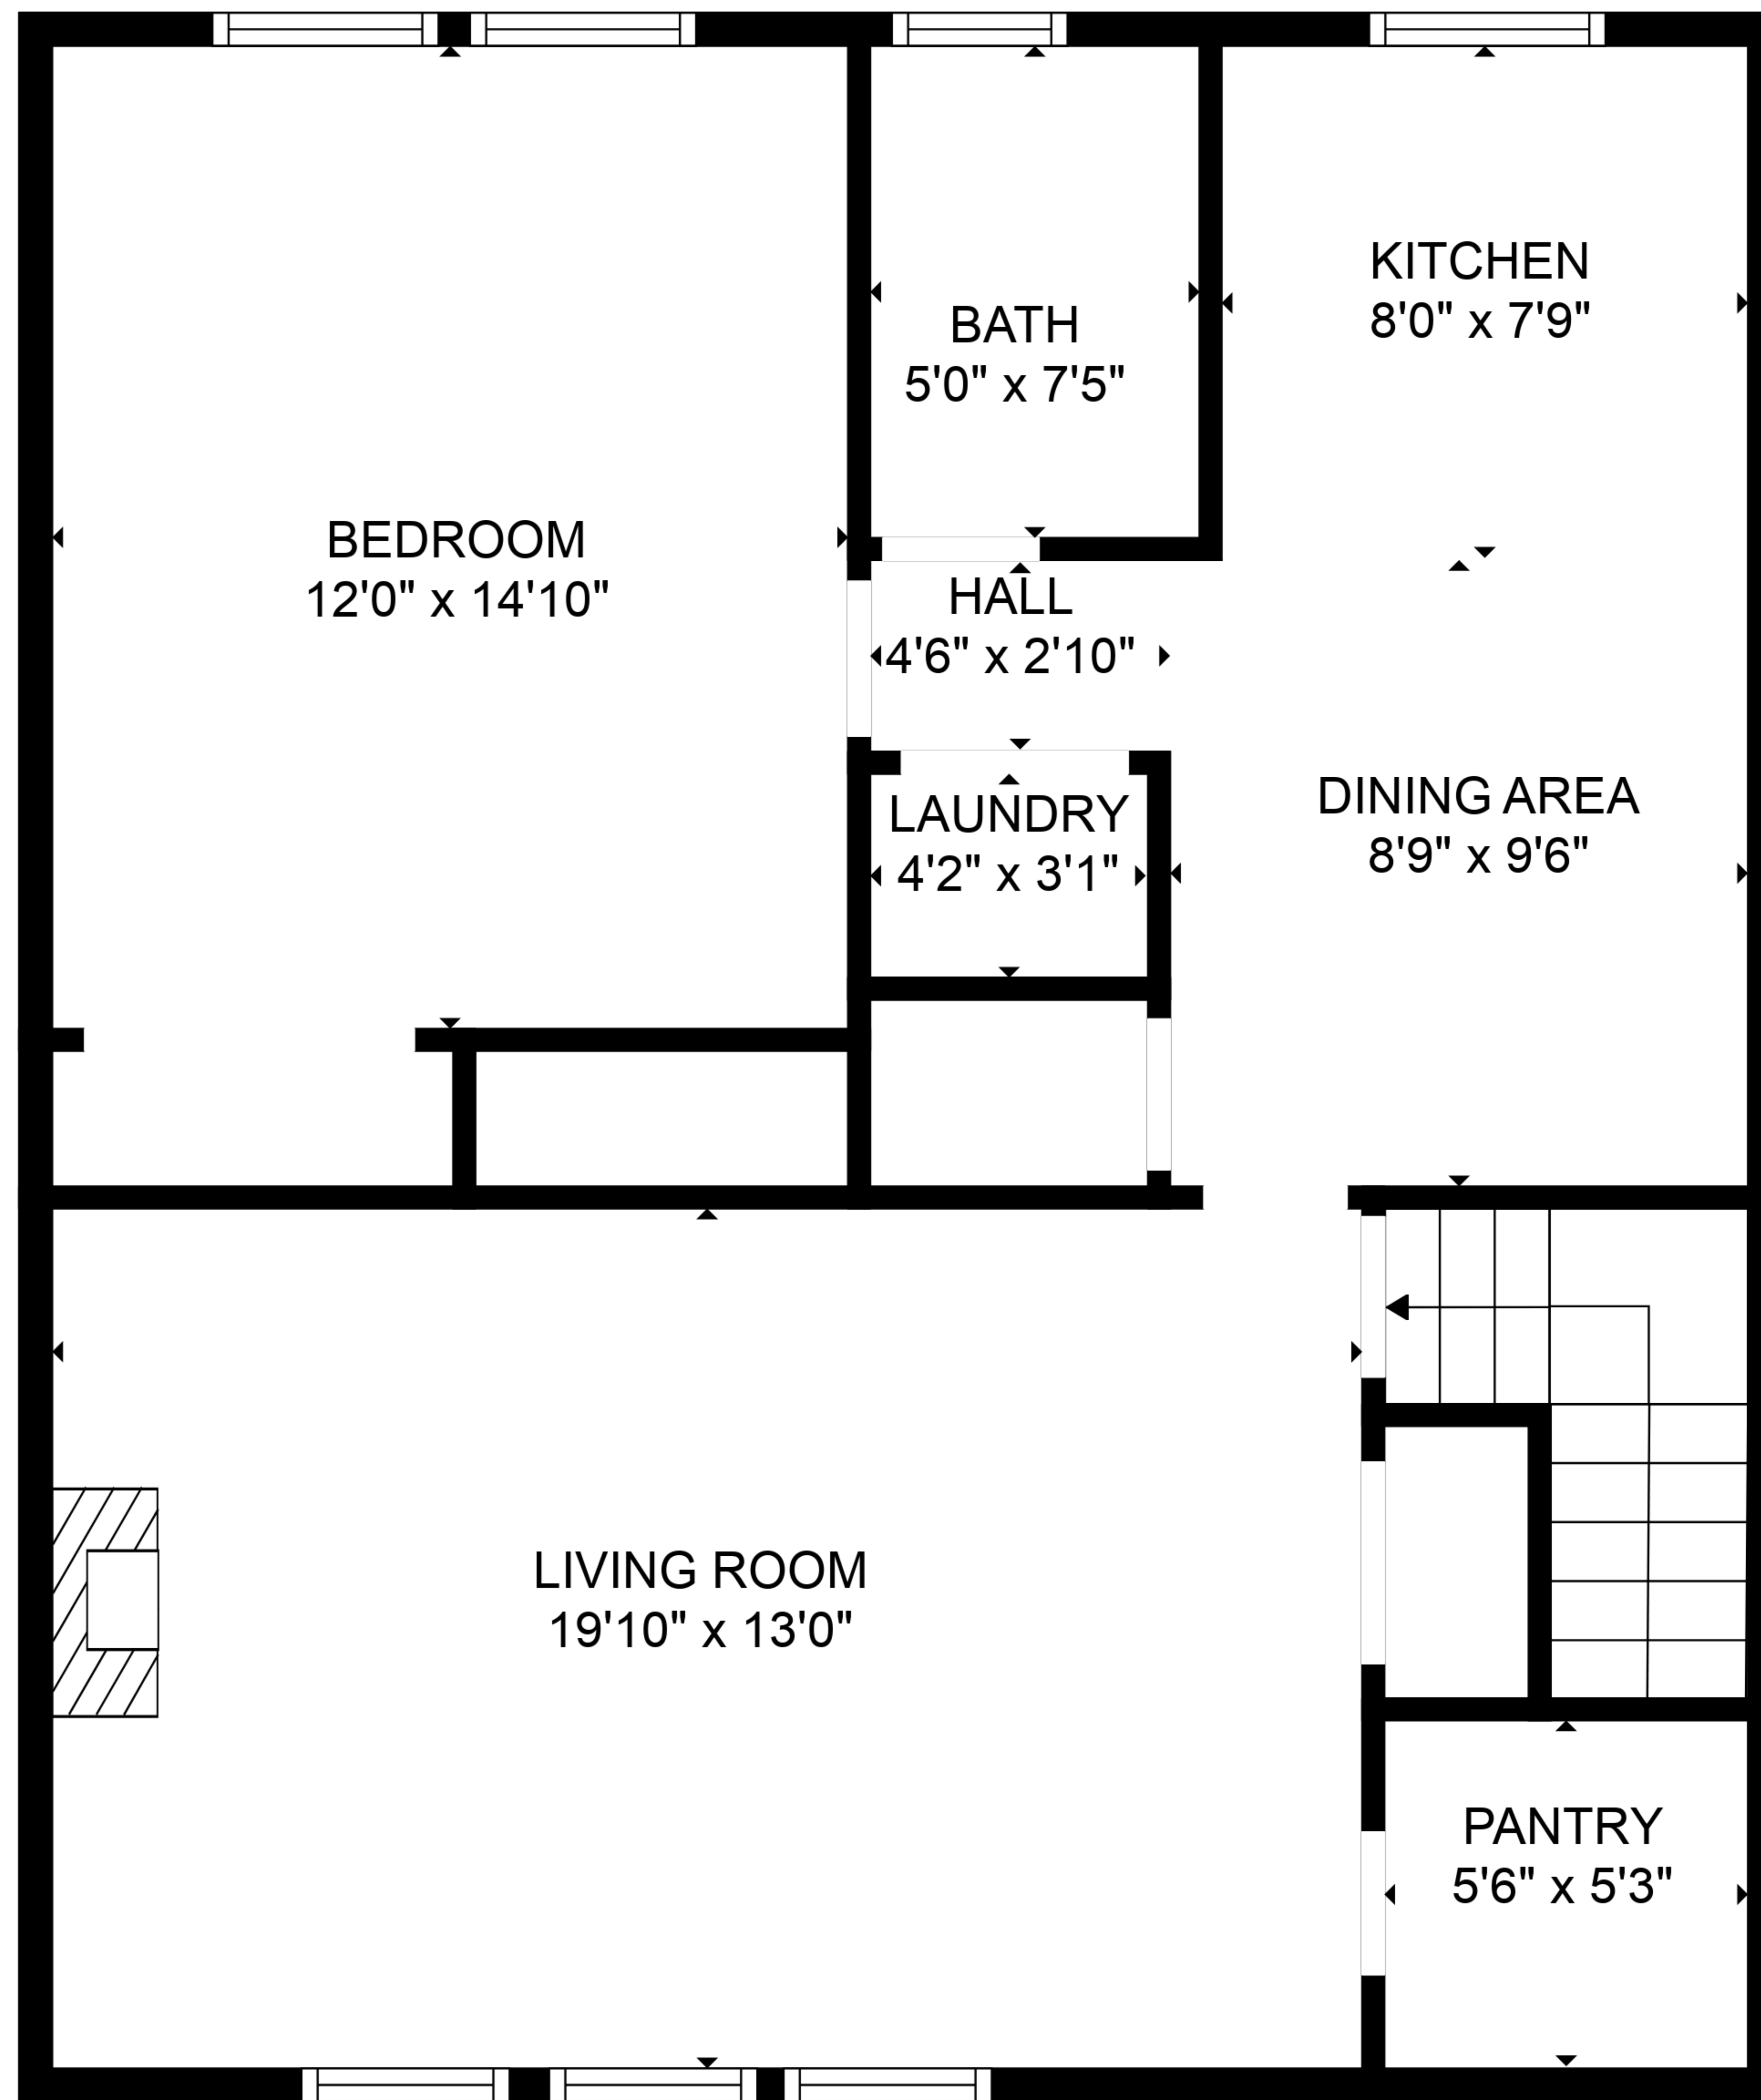 KITCHEN
8'0" x 7'9"
BATH
5'0" x 7'5"
BEDROOM
12'0" x 14'10"
HALL
4'6" x 2'10"
DINING AREA
8'9" x 9'6"
LAUNDRY
4'2" x 3'1"
LIVING ROOM
19'10" x 13'0"
PANTRY
5'6" x 5'3"